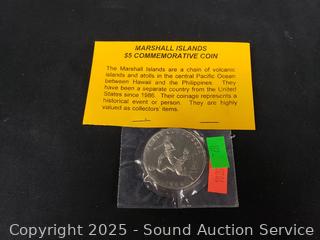 MARSHALL ISLANDS
$5 COMMEMORATIVE COIN
The Marshall Islands are a chain of volcanic
islands and atolls in the central Pacific Ocean
between Hawaii and the Philippines. They
have been a separate country from the United
States since 1986. Their coinage represents a
historical event or person. They are highly
valued as collectors' items.
Copyright 2025 - Sound Auction Service